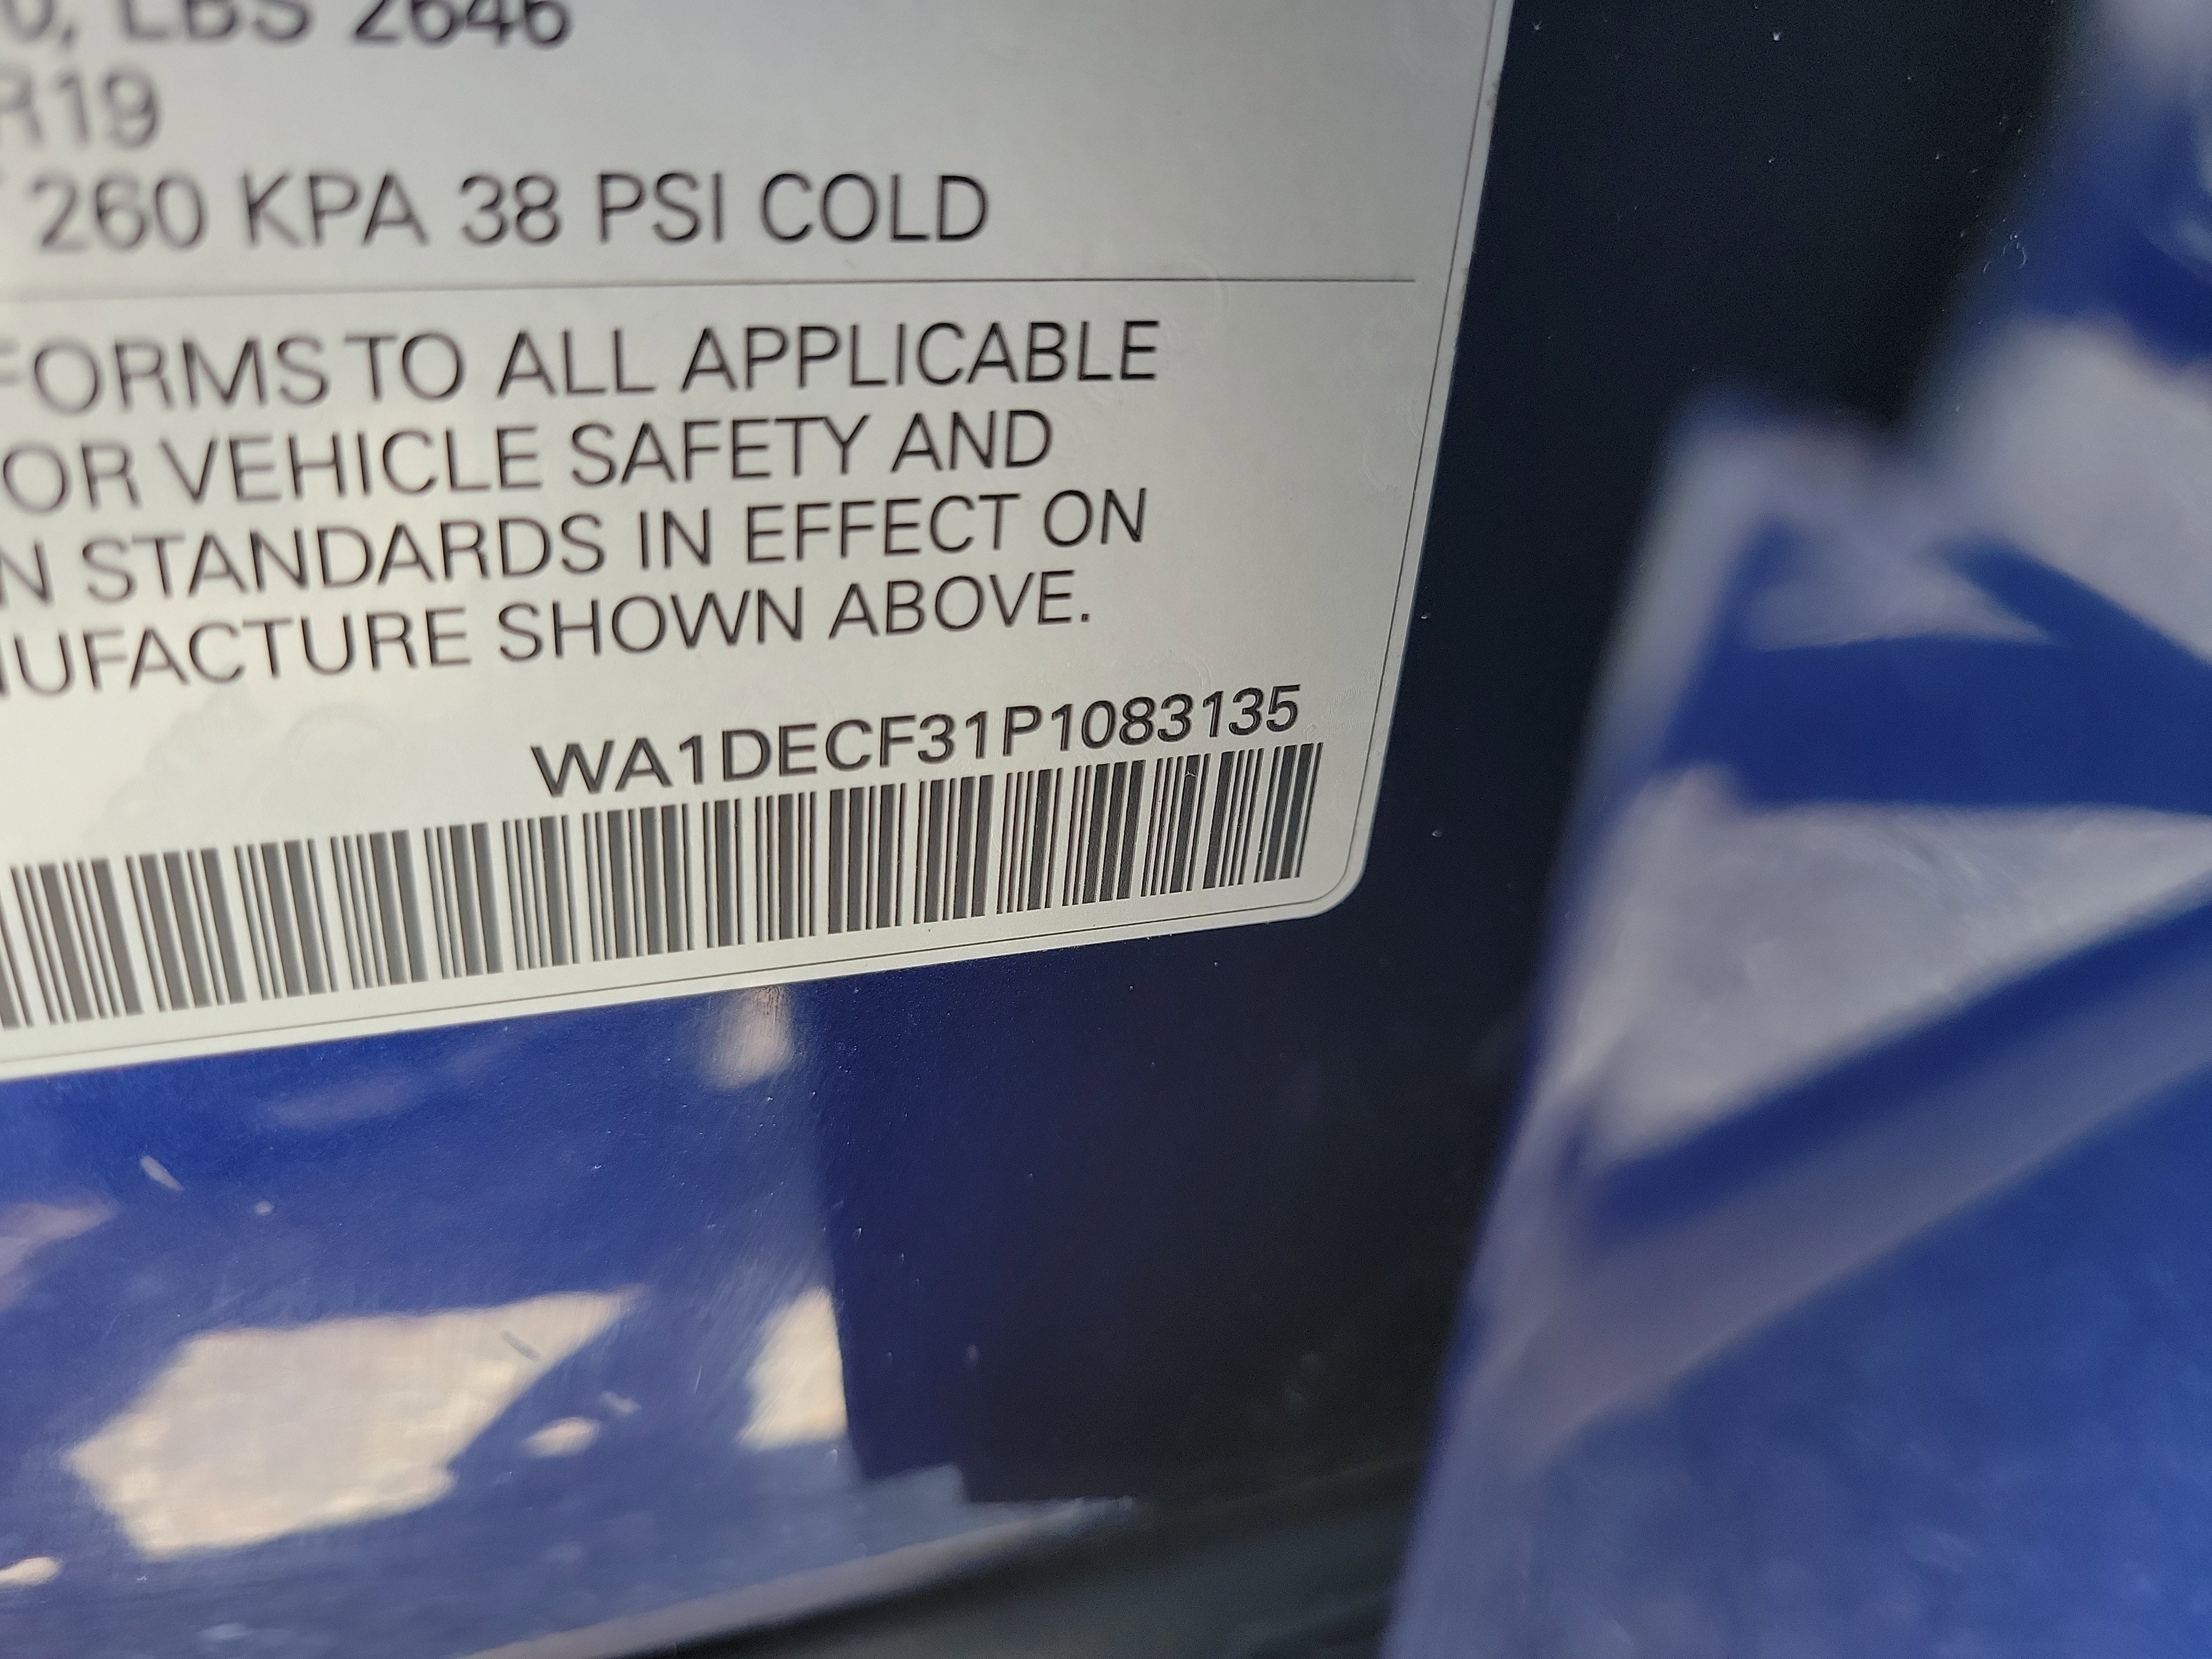 0, LBS 2646
R19
260 KPA 38 PSI COLD
FORMS TO ALL APPLICABLE
OR VEHICLE SAFETY AND
N STANDARDS IN EFFECT ON
NUFACTURE SHOWN ABOVE.
WA1DECF31P1083135